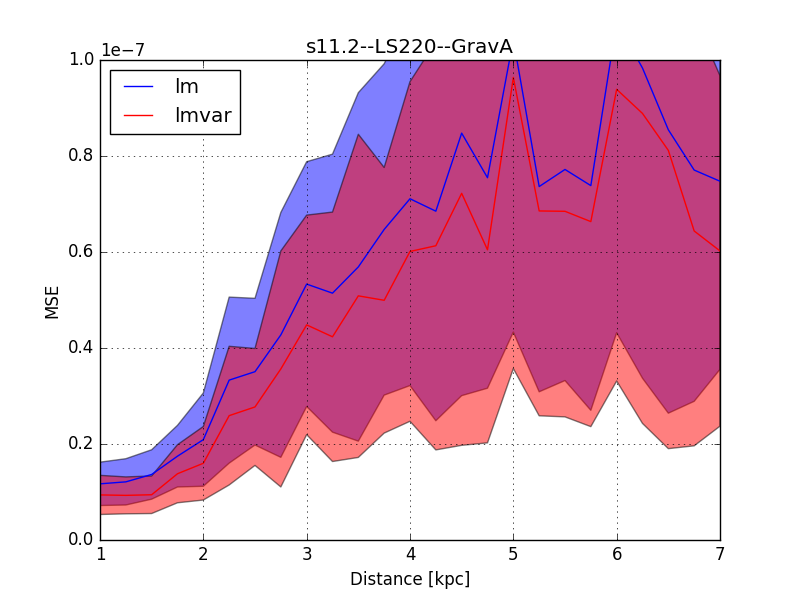 s11.2--LS220--GravA
1e−7
lm
lmvar
1.0
0.8
0.6
0.4
0.2
0.0
MSE
1 2 3 4 5 6 7
Distance [kpc]